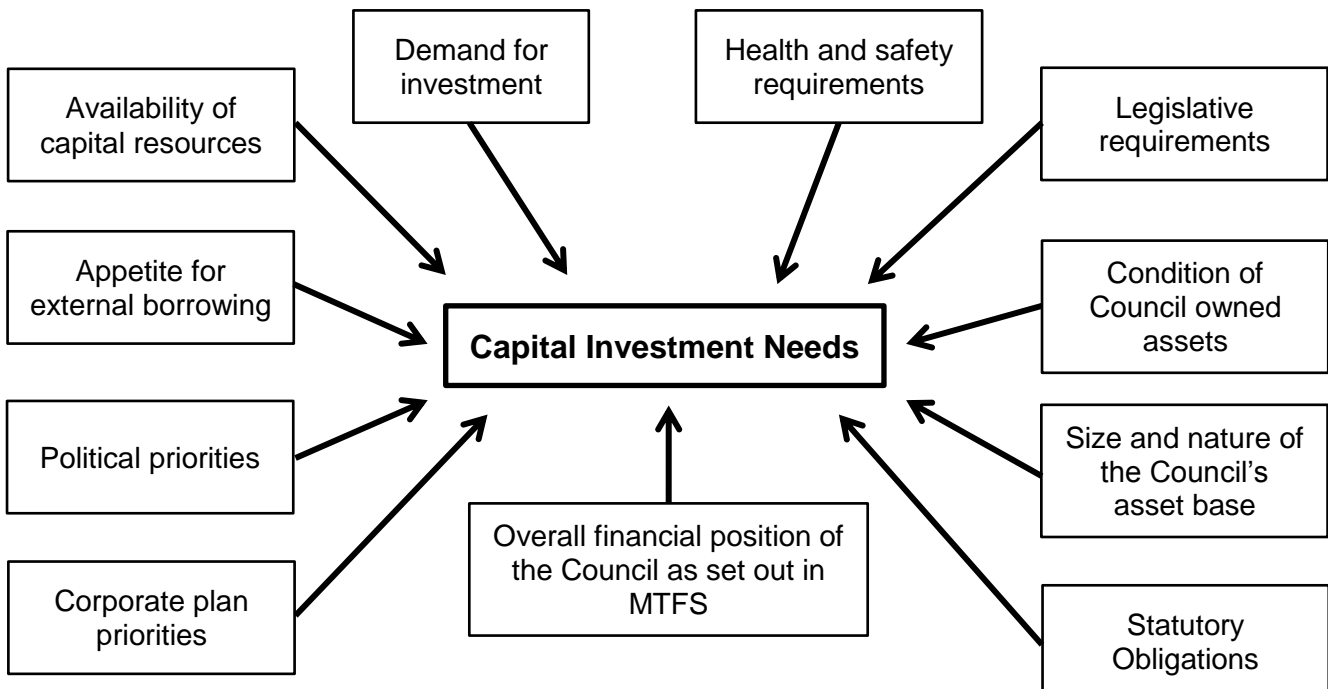 Demand for
investment
Health and safety
requirements
Availability of
capital resources
Legislative
requirements
Appetite for
external borrowing
Condition of
Council owned
assets
Capital Investment Needs
Political priorities
Size and nature of
the Council’s
asset base
Overall financial position of
the Council as set out in
MTFS
Corporate plan
priorities
Statutory
Obligations